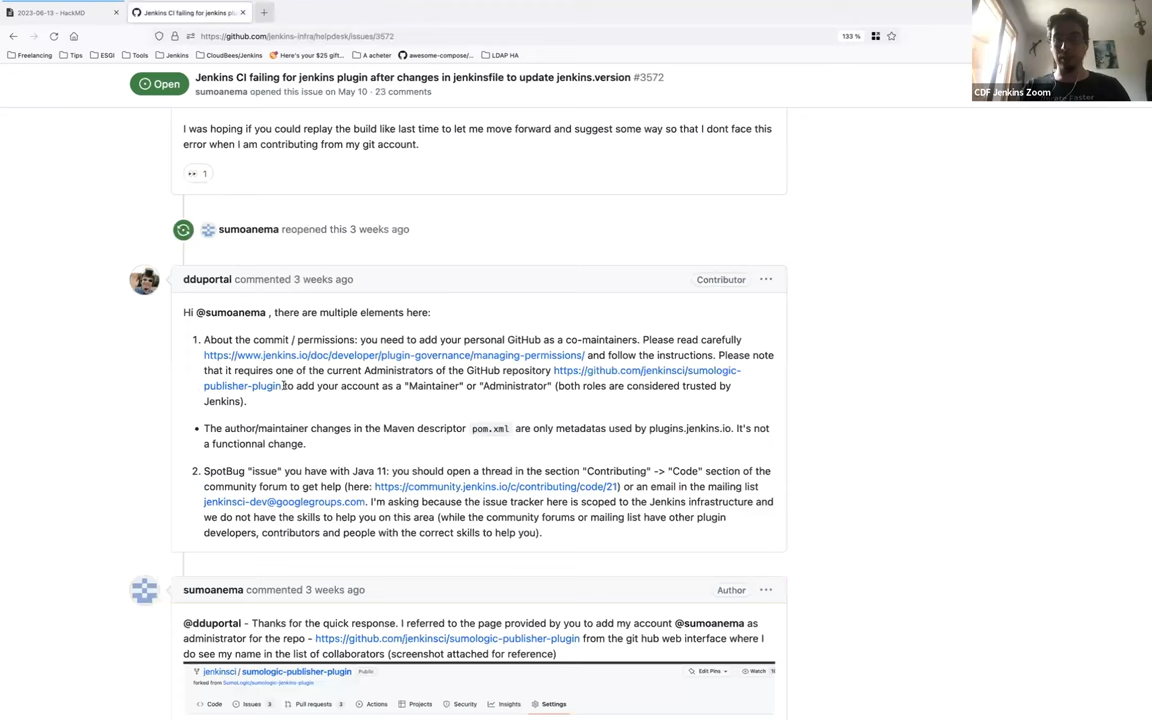 2023-06-13 - HackMD
Jenkins CI failing for jenkins plu
https://github.com/jenkins-infra/helpdesk/issues/3572
133 %
Freelancing
Tips
ESGI
Tools
Jenkins
CloudBees/Jenkins
Here's your $25 gift...
A acheter
awesome-compose/...
LDAP HA
CDF Jenkins Zoom
Open
Jenkins CI failing for jenkins plugin after changes in jenkinsfile to update jenkins.version #3572
sumoanema opened this issue on May 10 · 23 comments
I was hoping if you could replay the build like last time to let me move forward and suggest some way so that I dont face this
error when I am contributing from my git account.
1
sumoanema reopened this 3 weeks ago
dduportal commented 3 weeks ago
Contributor
Hi @sumoanema , there are multiple elements here:
1. About the commit / permissions: you need to add your personal GitHub as a co-maintainers. Please read carefully
https://www.jenkins.io/doc/developer/plugin-governance/managing-permissions/ and follow the instructions. Please note
that it requires one of the current Administrators of the GitHub repository https://github.com/jenkinsci/sumologic-
publisher-plugin to add your account as a "Maintainer" or "Administrator" (both roles are considered trusted by
Jenkins).
• The author/maintainer changes in the Maven descriptor pom.xml are only metadatas used by plugins.jenkins.io. It's not
a functionnal change.
2. SpotBug "issue" you have with Java 11: you should open a thread in the section "Contributing" -> "Code" section of the
community forum to get help (here: https://community.jenkins.io/c/contributing/code/21) or an email in the mailing list
jenkinsci-dev@googlegroups.com. I'm asking because the issue tracker here is scoped to the Jenkins infrastructure and
we do not have the skills to help you on this area (while the community forums or mailing list have other plugin
developers, contributors and people with the correct skills to help you).
sumoanema commented 3 weeks ago
Author
@dduportal - Thanks for the quick response. I referred to the page provided by you to add my account @sumoanema as
administrator for the repo - https://github.com/jenkinsci/sumologic-publisher-plugin from the git hub web interface where I
do see my name in the list of collaborators (screenshot attached for reference)
jenkinsci / sumologic-publisher-plugin Public
Edit Pins
Watch
forked from SumoLogic/sumologic-jenkins-plugin
Code
Issues 3
Pull requests 3
Actions
Projects
Security
Insights
Settings